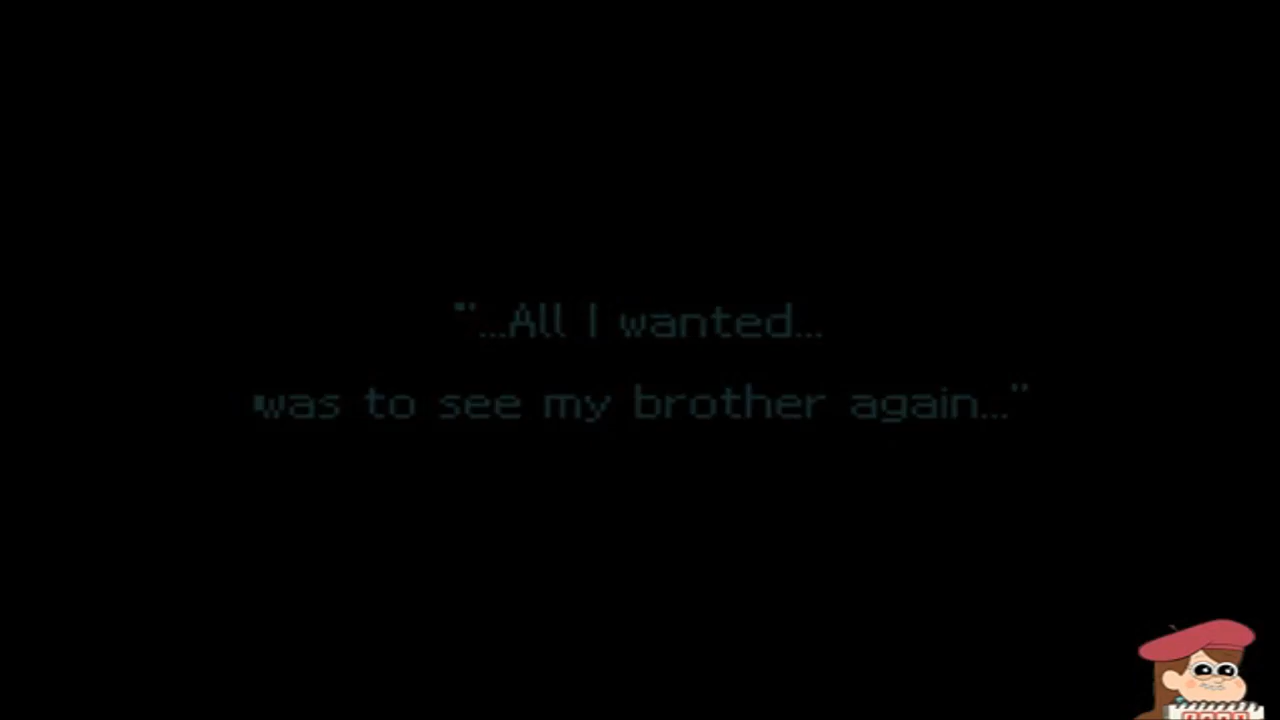 “...All I wanted...
was to see my brother again...”